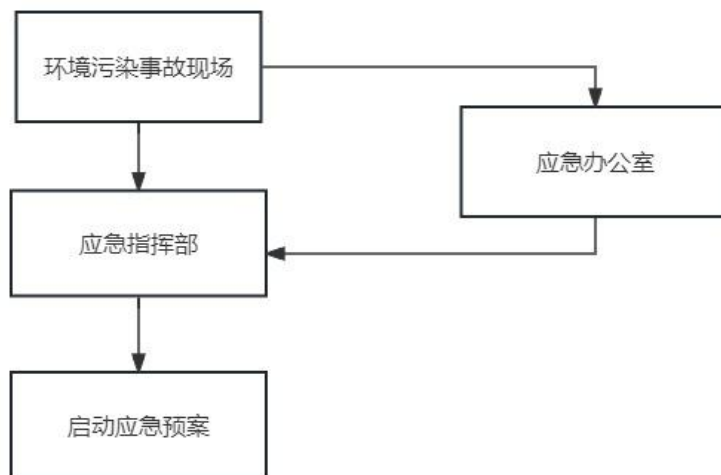 环境污染事故现场
应急办公室
应急指挥部
启动应急预案